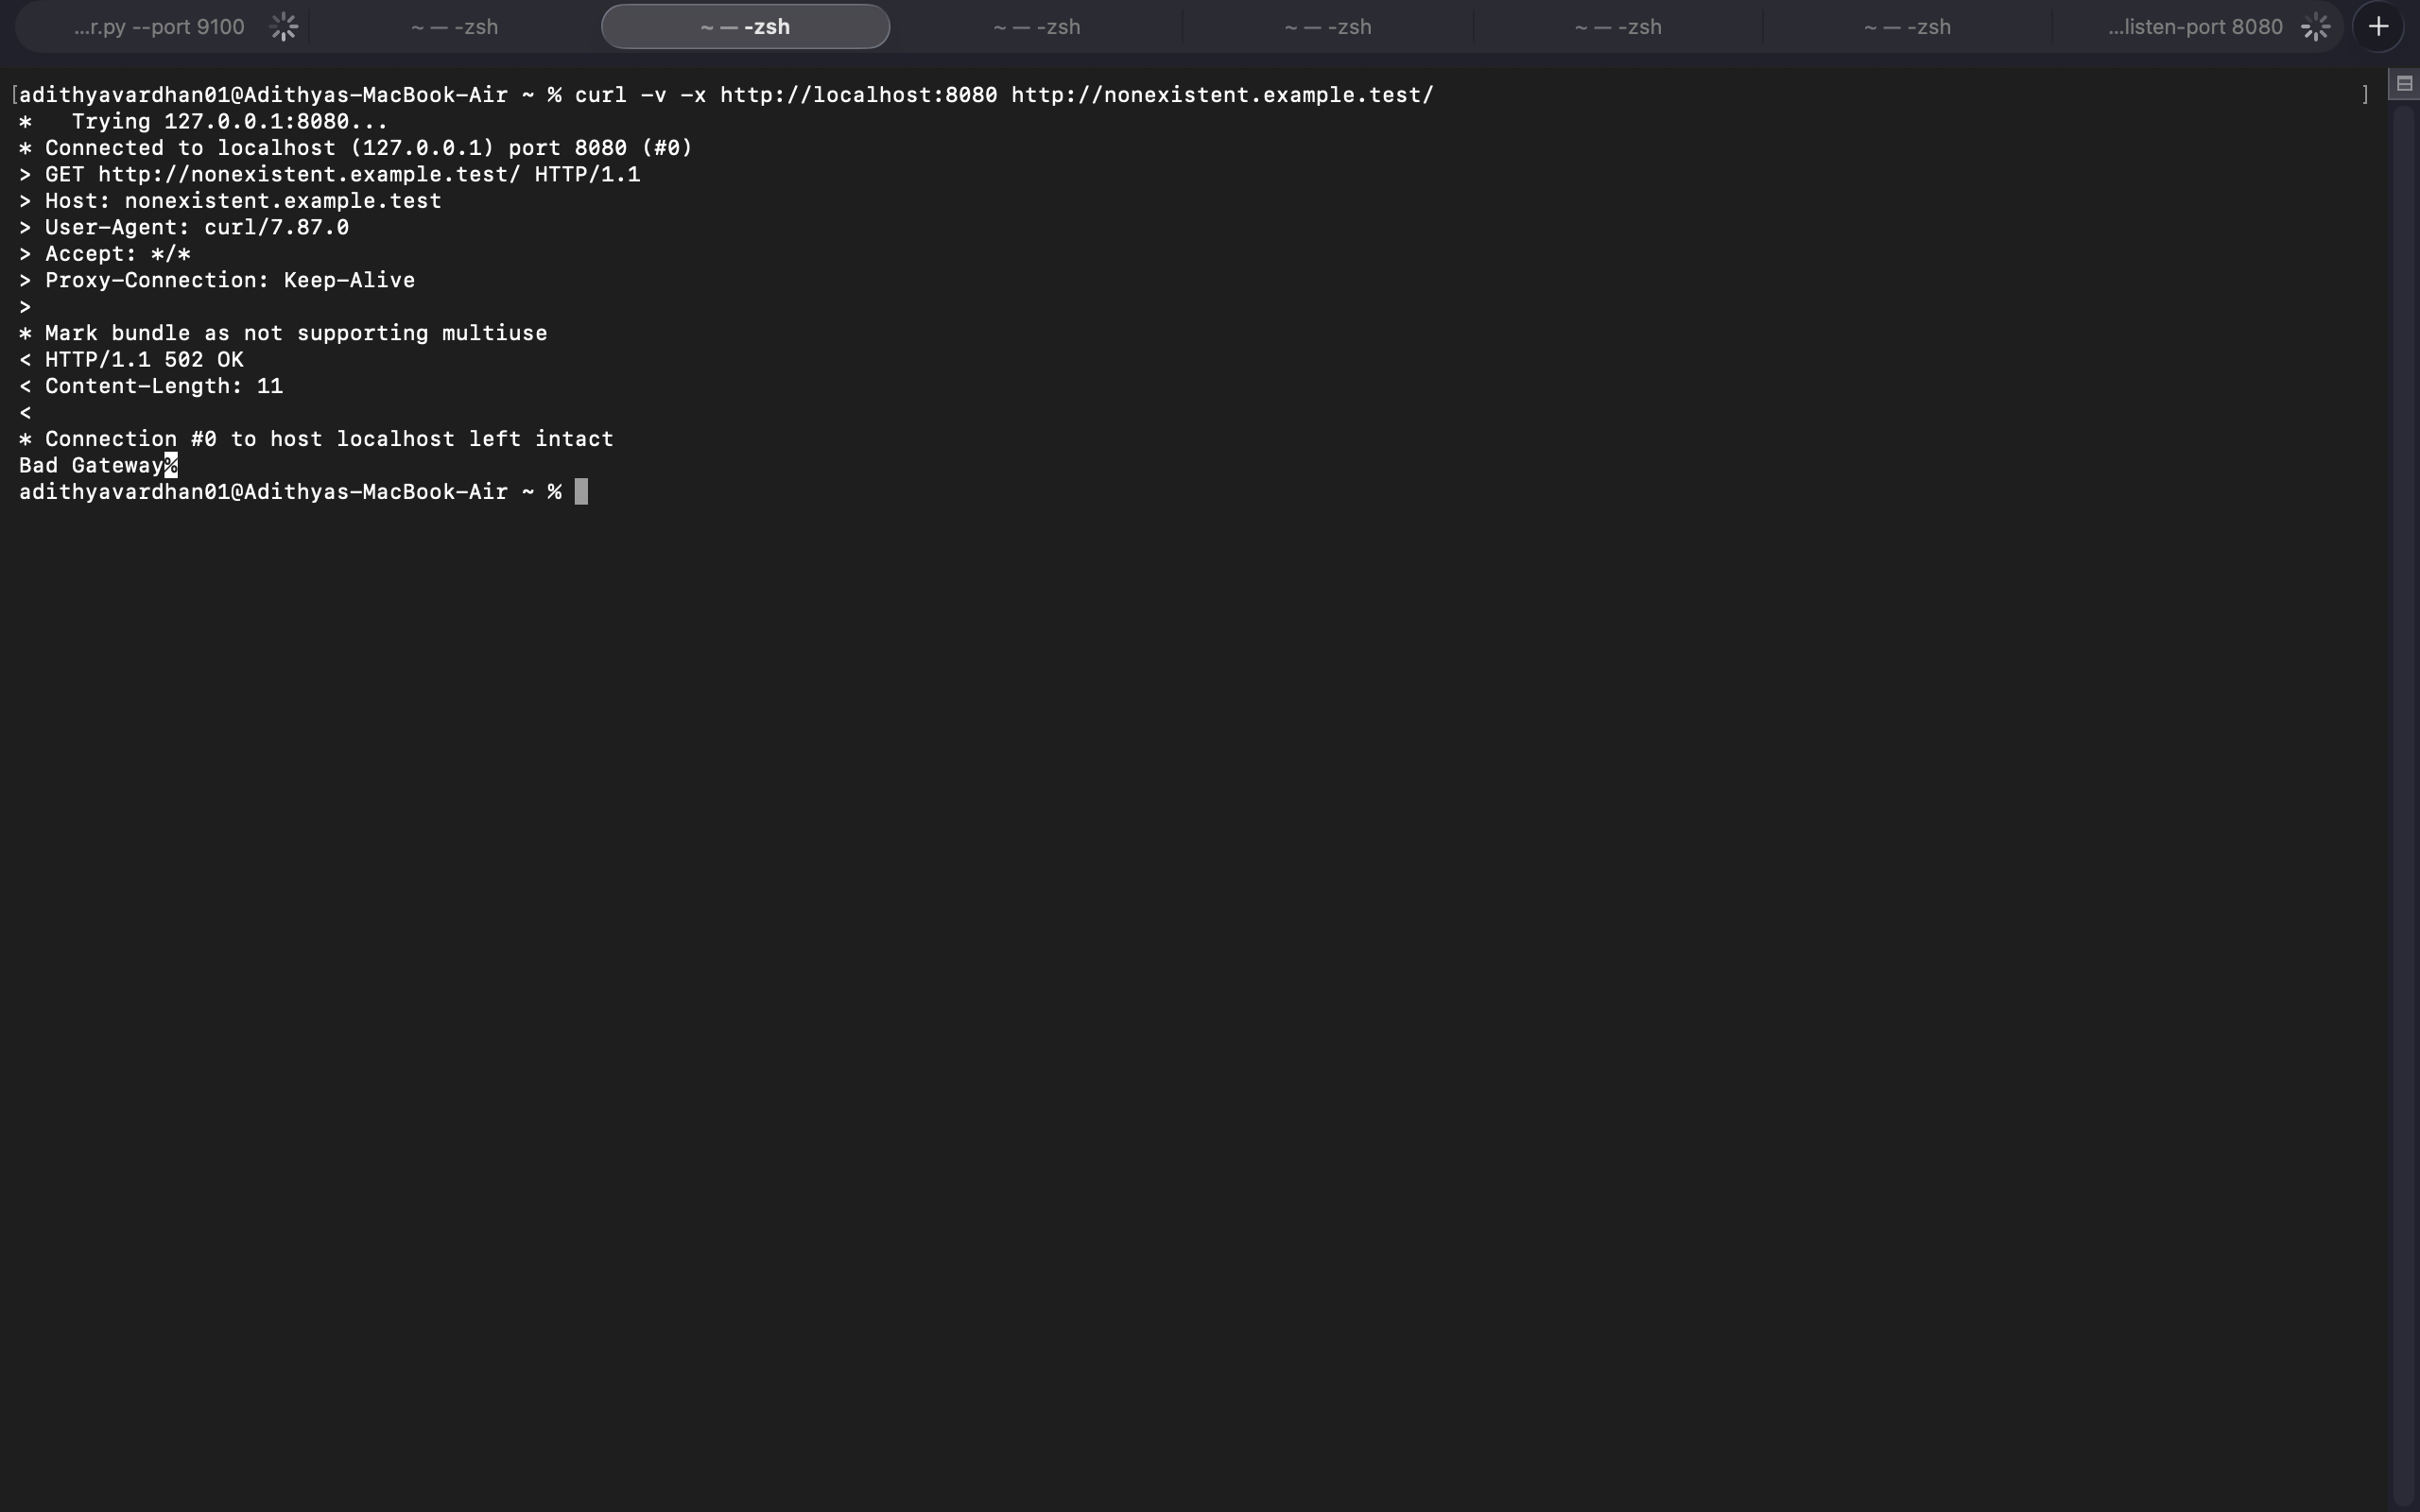 ...r.py --port 9100
~ — -zsh
~ — -zsh
~ — -zsh
~ — -zsh
~ — -zsh
~ — -zsh
...listen-port 8080
+
[adithyavardhan01@Adithyas-MacBook-Air ~ % curl -v -x http://localhost:8080 http://nonexistent.example.test/ ]
*   Trying 127.0.0.1:8080...
* Connected to localhost (127.0.0.1) port 8080 (#0)
> GET http://nonexistent.example.test/ HTTP/1.1
> Host: nonexistent.example.test
> User-Agent: curl/7.87.0
> Accept: */*
> Proxy-Connection: Keep-Alive
>
* Mark bundle as not supporting multiuse
< HTTP/1.1 502 OK
< Content-Length: 11
<
* Connection #0 to host localhost left intact
Bad Gateway%
adithyavardhan01@Adithyas-MacBook-Air ~ %